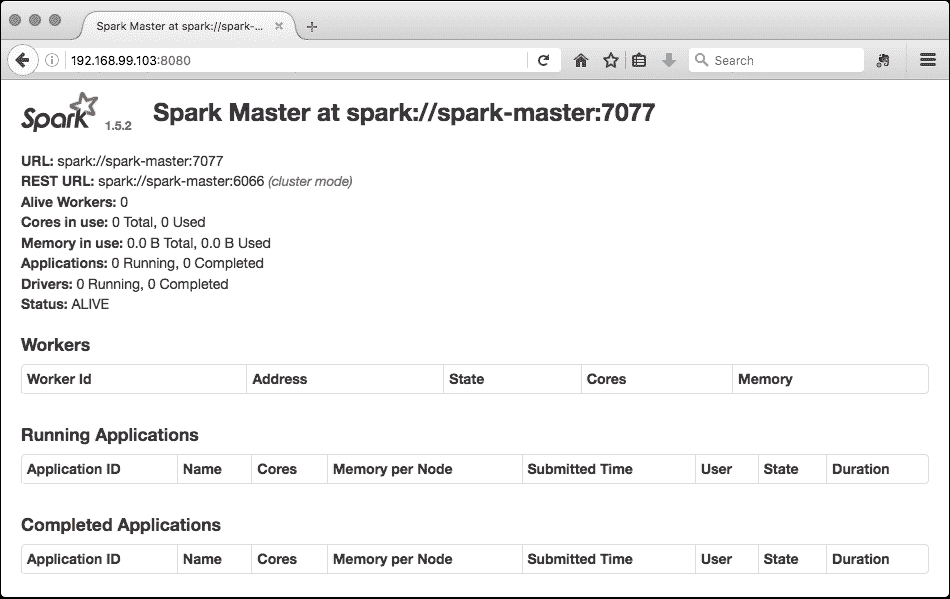 Spark Master at spark://spark-...
192.168.99.103:8080
Search
Spark 1.5.2
Spark Master at spark://spark-master:7077
URL: spark://spark-master:7077
REST URL: spark://spark-master:6066 (cluster mode)
Alive Workers: 0
Cores in use: 0 Total, 0 Used
Memory in use: 0.0 B Total, 0.0 B Used
Applications: 0 Running, 0 Completed
Drivers: 0 Running, 0 Completed
Status: ALIVE
Workers
Worker Id Address State Cores Memory
Running Applications
Application ID Name Cores Memory per Node Submitted Time User State Duration
Completed Applications
Application ID Name Cores Memory per Node Submitted Time User State Duration